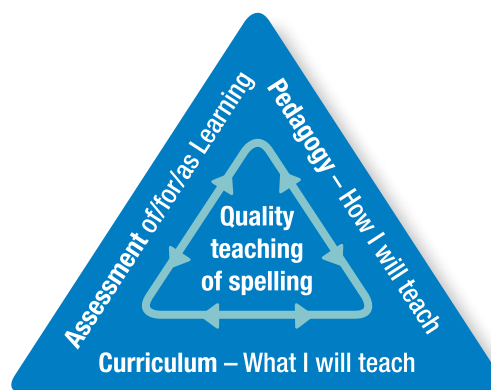 Assessment of/for/as Learning
Pedagogy – How I will teach
Quality
teaching
of spelling
Curriculum – What I will teach